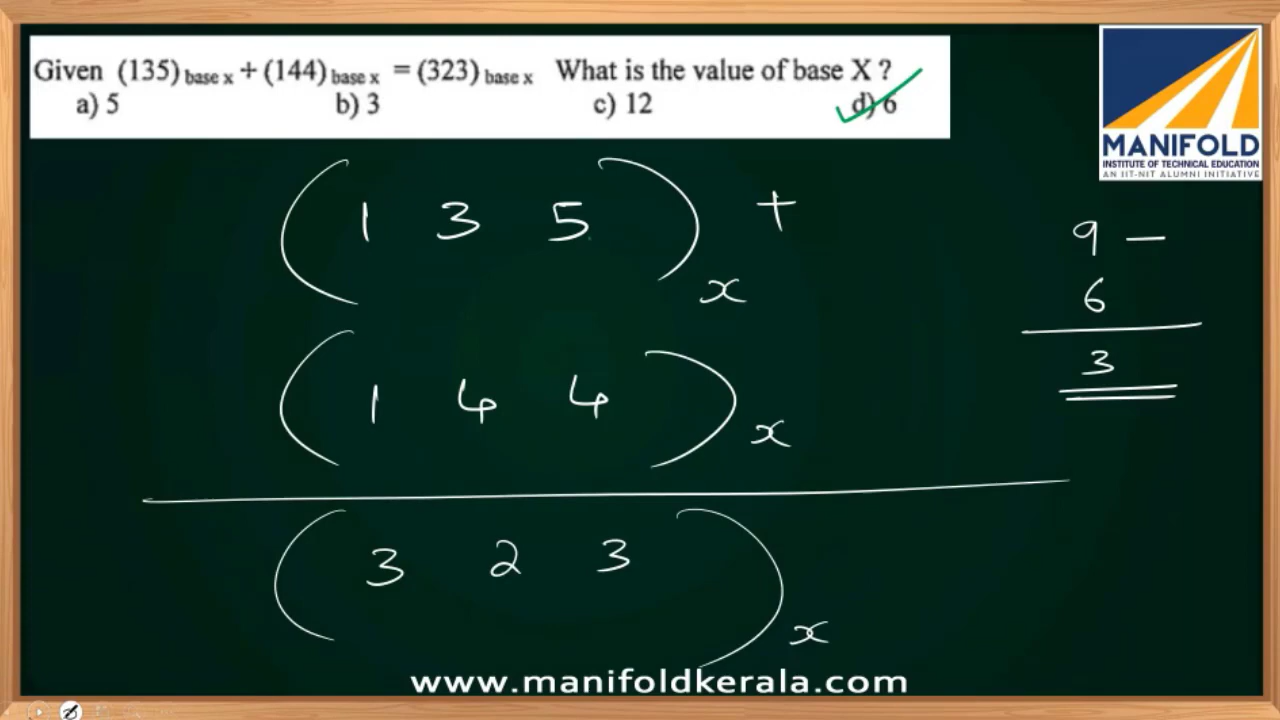 Given (135) base x + (144) base x = (323) base x What is the value of base X ?
a) 5 b) 3 c) 12 d) 6
MANIFOLD
INSTITUTE OF TECHNICAL EDUCATION
AN IIT-NIT ALUMNI INITIATIVE
( 1 3 5 )x +
( 1 4 4 )x
( 3 2 3 )x
9 –
6
3
www.manifoldkerala.com